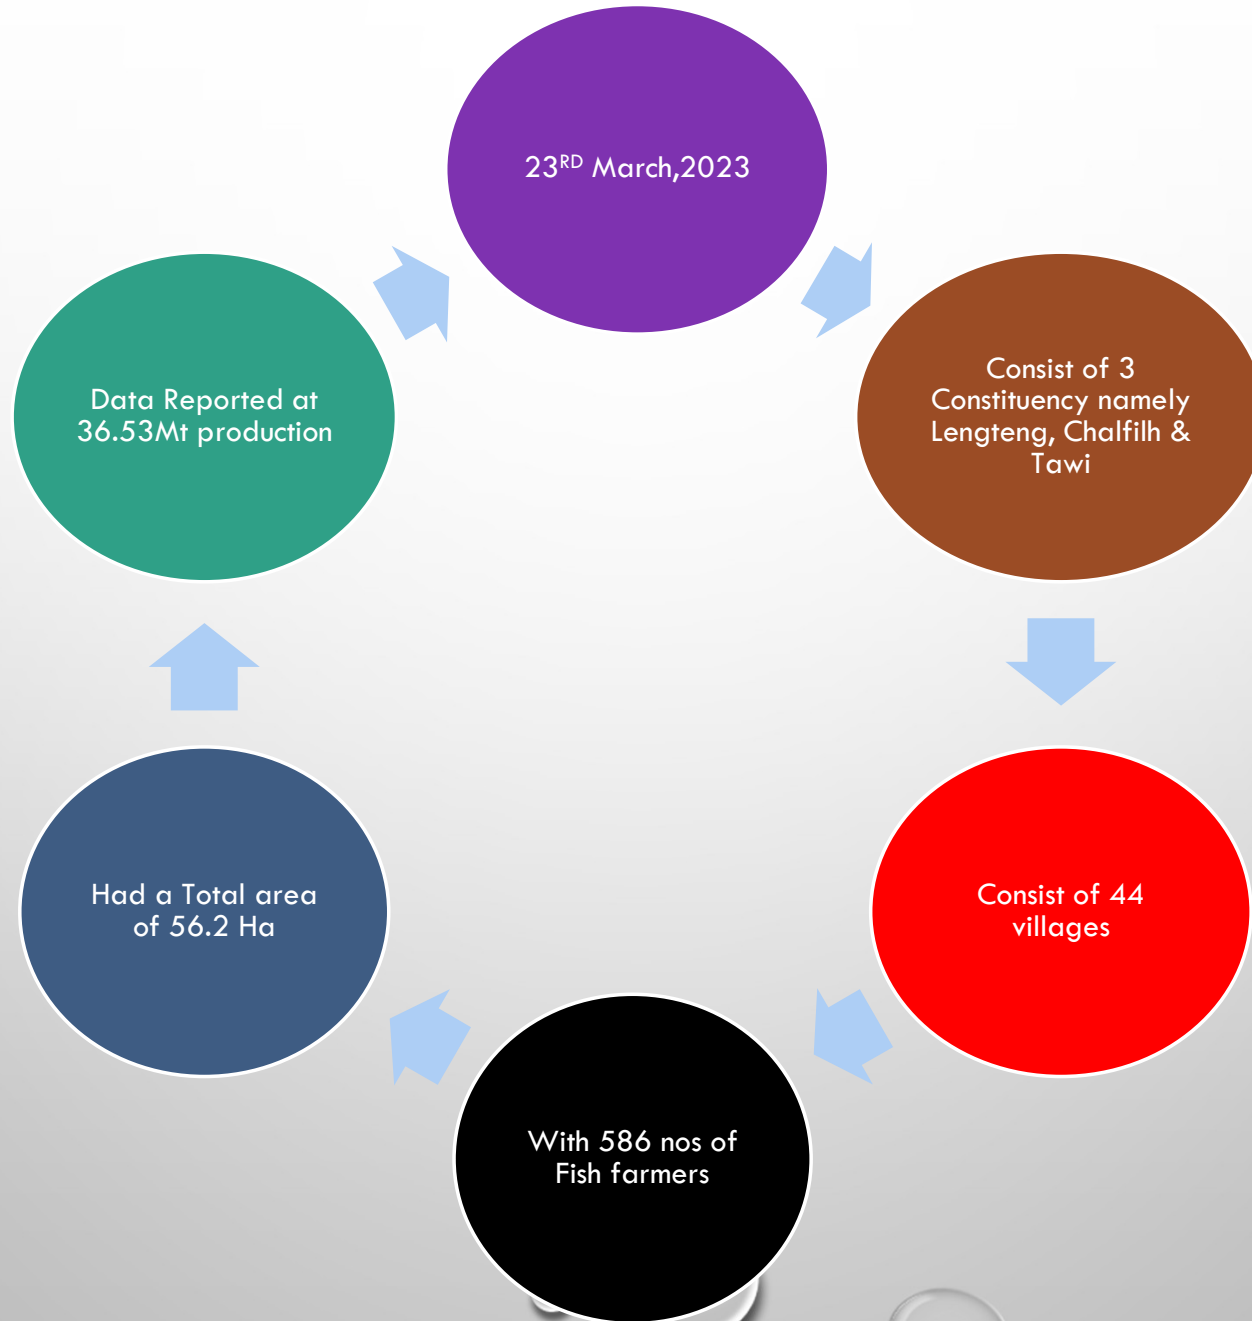 23RD March,2023
Consist of 3
Constituency namely
Lengteng, Chalfilh &
Tawi
Consist of 44
villages
With 586 nos of
Fish farmers
Had a Total area
of 56.2 Ha
Data Reported at
36.53Mt production